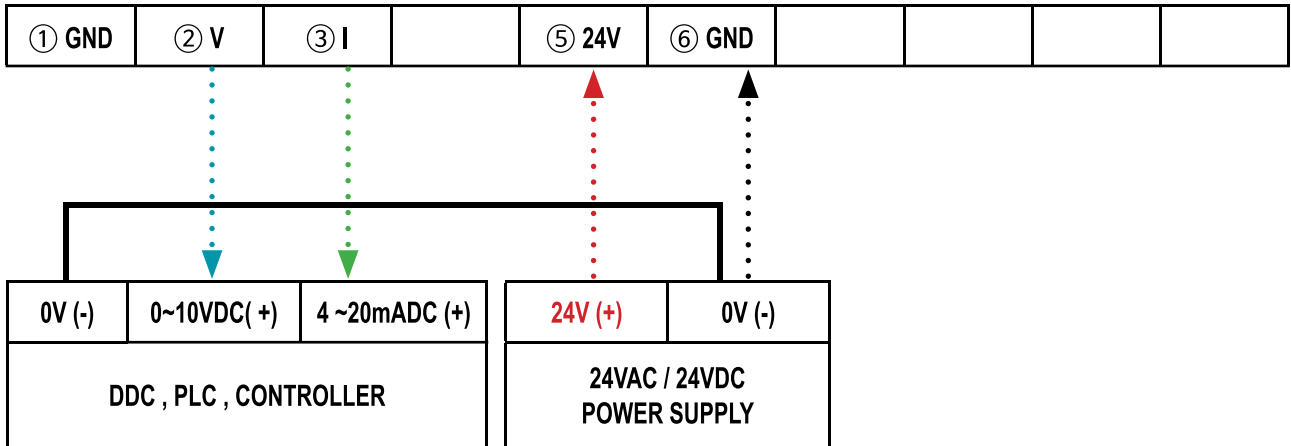 ① GND ② V ③ I ⑤ 24V ⑥ GND
0V (-) 0~10VDC( +) 4 ~20mADC (+) 24V (+) 0V (-)
DDC , PLC , CONTROLLER
24VAC / 24VDC
POWER SUPPLY